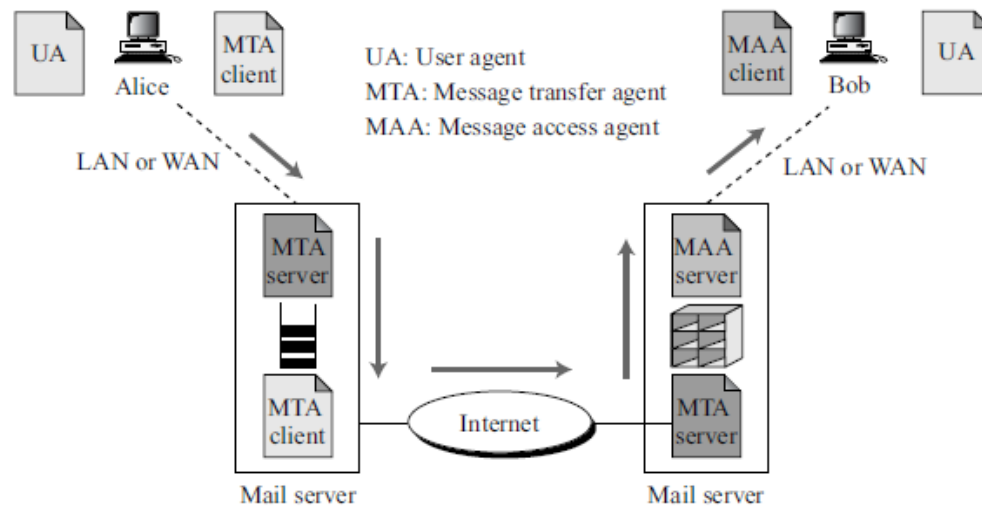 UA
Alice
MTA
client
UA: User agent
MTA: Message transfer agent
MAA: Message access agent
MAA
client
Bob
UA
LAN or WAN
LAN or WAN
MTA
server
MTA
client
Mail server
Internet
MAA
server
MTA
server
Mail server